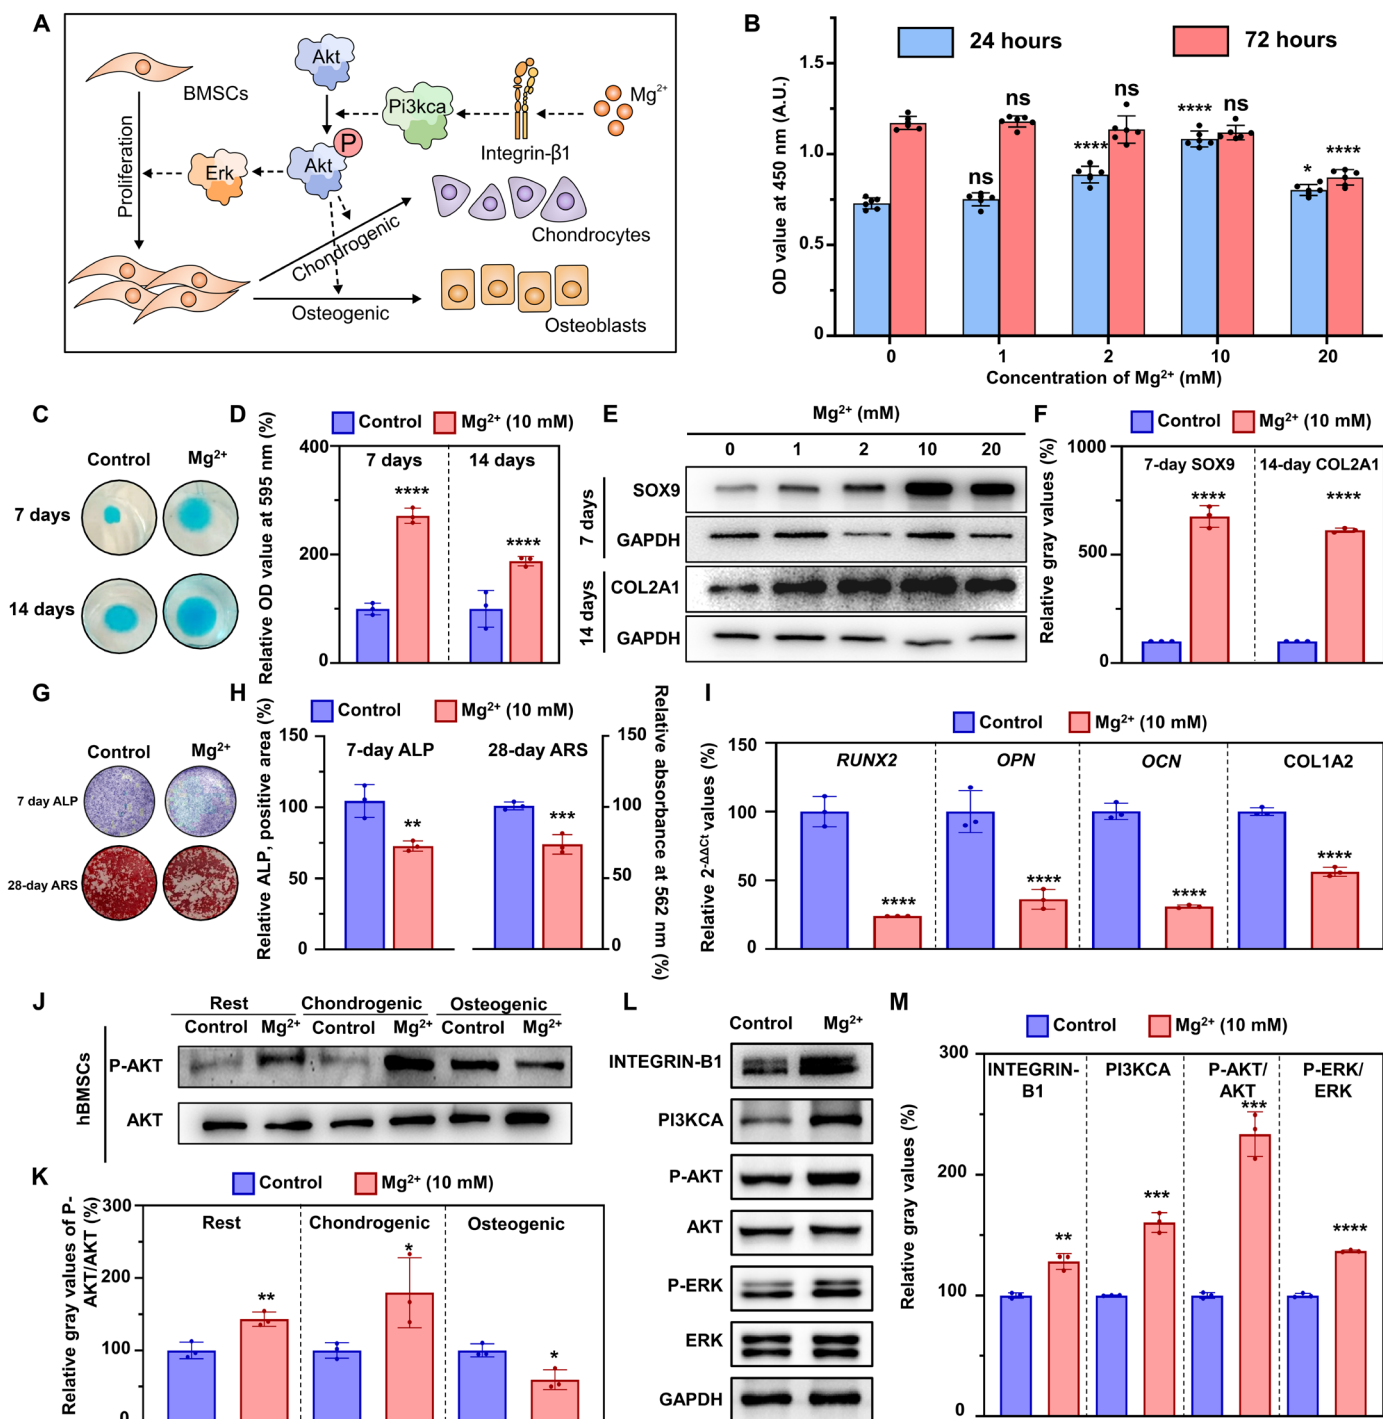 A
Akt
BMSCs
Pi3kca
Mg²⁺
P
Integrin-β1
Proliferation
Erk
Akt
Chondrogenic
Chondrocytes
Osteogenic
Osteoblasts
B
24 hours
72 hours
OD value at 450 nm (A.U.)
1.5
1.0
0.5
0
ns
ns
****
ns
****
ns
*
****
0 1 2 10 20
Concentration of Mg²⁺ (mM)
C
Control Mg²⁺
7 days
14 days
D
Control Mg²⁺ (10 mM)
Relative OD value at 595 nm (%)
400
200
0
7 days 14 days
****
****
E
Mg²⁺ (mM)
0 1 2 10 20
7 days
SOX9
GAPDH
14 days
COL2A1
GAPDH
F
Control Mg²⁺ (10 mM)
Relative gray values (%)
1000
500
0
7-day SOX9 14-day COL2A1
****
****
G
Control Mg²⁺
7 day ALP
28-day ARS
H
Control Mg²⁺ (10 mM)
Relative ALP, positive area (%)
150
100
50
0
7-day ALP 28-day ARS
**
***
150
100
50
0
Relative absorbance at 562 nm (%)
I
Control Mg²⁺ (10 mM)
Relative 2⁻ΔΔCt values (%)
150
100
50
0
RUNX2 OPN OCN COL1A2
****
****
****
****
J
Rest Chondrogenic Osteogenic
Control Mg²⁺ Control Mg²⁺ Control Mg²⁺
hBMSCs
P-AKT
AKT
K
Control Mg²⁺ (10 mM)
Relative gray values of P-
AKT/AKT (%)
300
200
100
0
Rest Chondrogenic Osteogenic
**
*
*
L
Control Mg²⁺
INTEGRIN-B1
PI3KCA
P-AKT
AKT
P-ERK
ERK
GAPDH
M
Control Mg²⁺ (10 mM)
Relative gray values (%)
300
200
100
0
INTEGRIN-
B1
PI3KCA
P-AKT/
AKT
P-ERK/
ERK
**
***
***
****